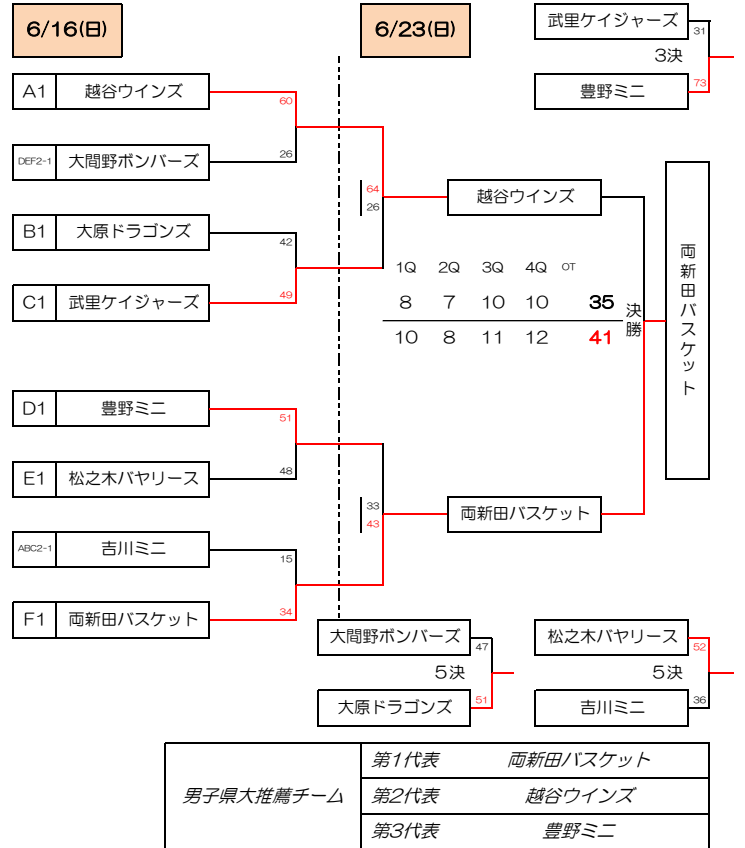 6/16(日)
6/23(日)
武里ケイジャーズ
31
3決
豊野ミニ
73
A1 越谷ウインズ
60
DEF2-1 大間野ボンバーズ
26
B1 大原ドラゴンズ
42
C1 武里ケイジャーズ
49
64
26
越谷ウインズ
1Q 2Q 3Q 4Q OT
8 7 10 10 35
10 8 11 12 41
決勝
両新田バスケット
D1 豊野ミニ
51
E1 松之木バヤリース
48
ABC2-1 吉川ミニ
15
F1 両新田バスケット
34
33
43
両新田バスケット
大間野ボンバーズ
47
5決
大原ドラゴンズ
51
松之木バヤリース
52
5決
吉川ミニ
36
男子県大推薦チーム
第1代表 両新田バスケット
第2代表 越谷ウインズ
第3代表 豊野ミニ